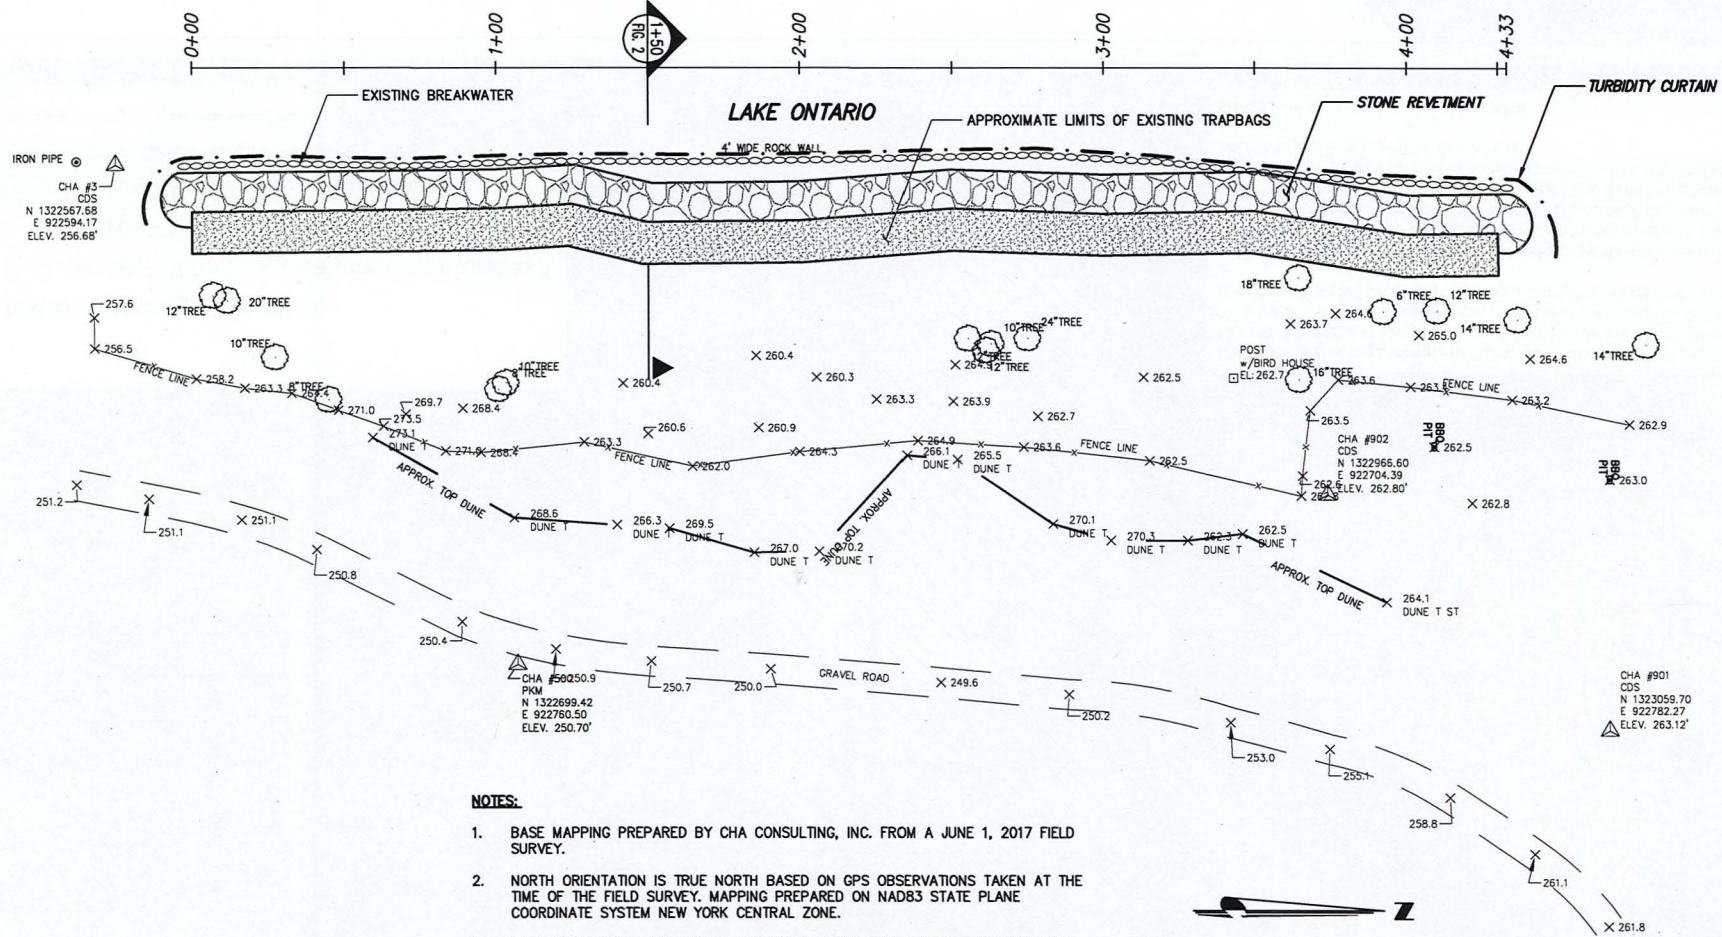 0+00
1+00
1+50
FIG. 2
2+00
3+00
4+00
4+33
EXISTING BREAKWATER
LAKE ONTARIO
APPROXIMATE LIMITS OF EXISTING TRAPBAGS
STONE REVETMENT
TURBIDITY CURTAIN
4' WIDE ROCK WALL
IRON PIPE
CHA #3
CDS
N 1322567.68
E 922594.17
ELEV. 256.68'
257.6
12"TREE
20"TREE
18"TREE
6"TREE
12"TREE
264.6
263.7
14"TREE
265.0
10"TREE
24"TREE
10"TREE
12"TREE
256.5
FENCE LINE
258.2
263.3
8"TREE
10"TREE
8"TREE
260.4
260.4
260.3
262.5
POST
w/BIRD HOUSE
EL:262.7
16"TREE
263.6
FENCE LINE
264.6
14"TREE
263.2
262.9
271.0
269.7
268.4
273.5
273.1
DUNE T
268.4
263.3
260.6
260.9
263.3
263.9
262.7
FENCE LINE
262.0
264.3
264.9
266.1
DUNE T
265.5
DUNE T
263.6
FENCE LINE
262.5
263.5
CHA #902
CDS
N 1322965.60
E 922704.39
ELEV. 262.80'
BBQ
PIT
262.5
BBQ
PIT
263.0
262.8
APPROX. TOP DUNE
268.6
DUNE T
266.3
DUNE T
269.5
DUNE T
267.0
DUNE T
270.2
DUNE T
APPROX. TOP DUNE
270.1
DUNE T
270.3
DUNE T
262.3
DUNE T
262.5
DUNE T
APPROX. TOP DUNE
264.1
DUNE T ST
251.2
251.1
251.1
250.8
250.4
250.9
250.7
250.0
GRAVEL ROAD
249.6
250.2
253.0
255.1
258.8
261.1
261.8
CHA
PKM
N 1322699.42
E 922760.50
ELEV. 250.70'
CHA #901
CDS
N 1323059.70
E 922782.27
ELEV. 263.12'
NOTES:
1. BASE MAPPING PREPARED BY CHA CONSULTING, INC. FROM A JUNE 1, 2017 FIELD
SURVEY.
2. NORTH ORIENTATION IS TRUE NORTH BASED ON GPS OBSERVATIONS TAKEN AT THE
TIME OF THE FIELD SURVEY. MAPPING PREPARED ON NAD83 STATE PLANE
COORDINATE SYSTEM NEW YORK CENTRAL ZONE.
N